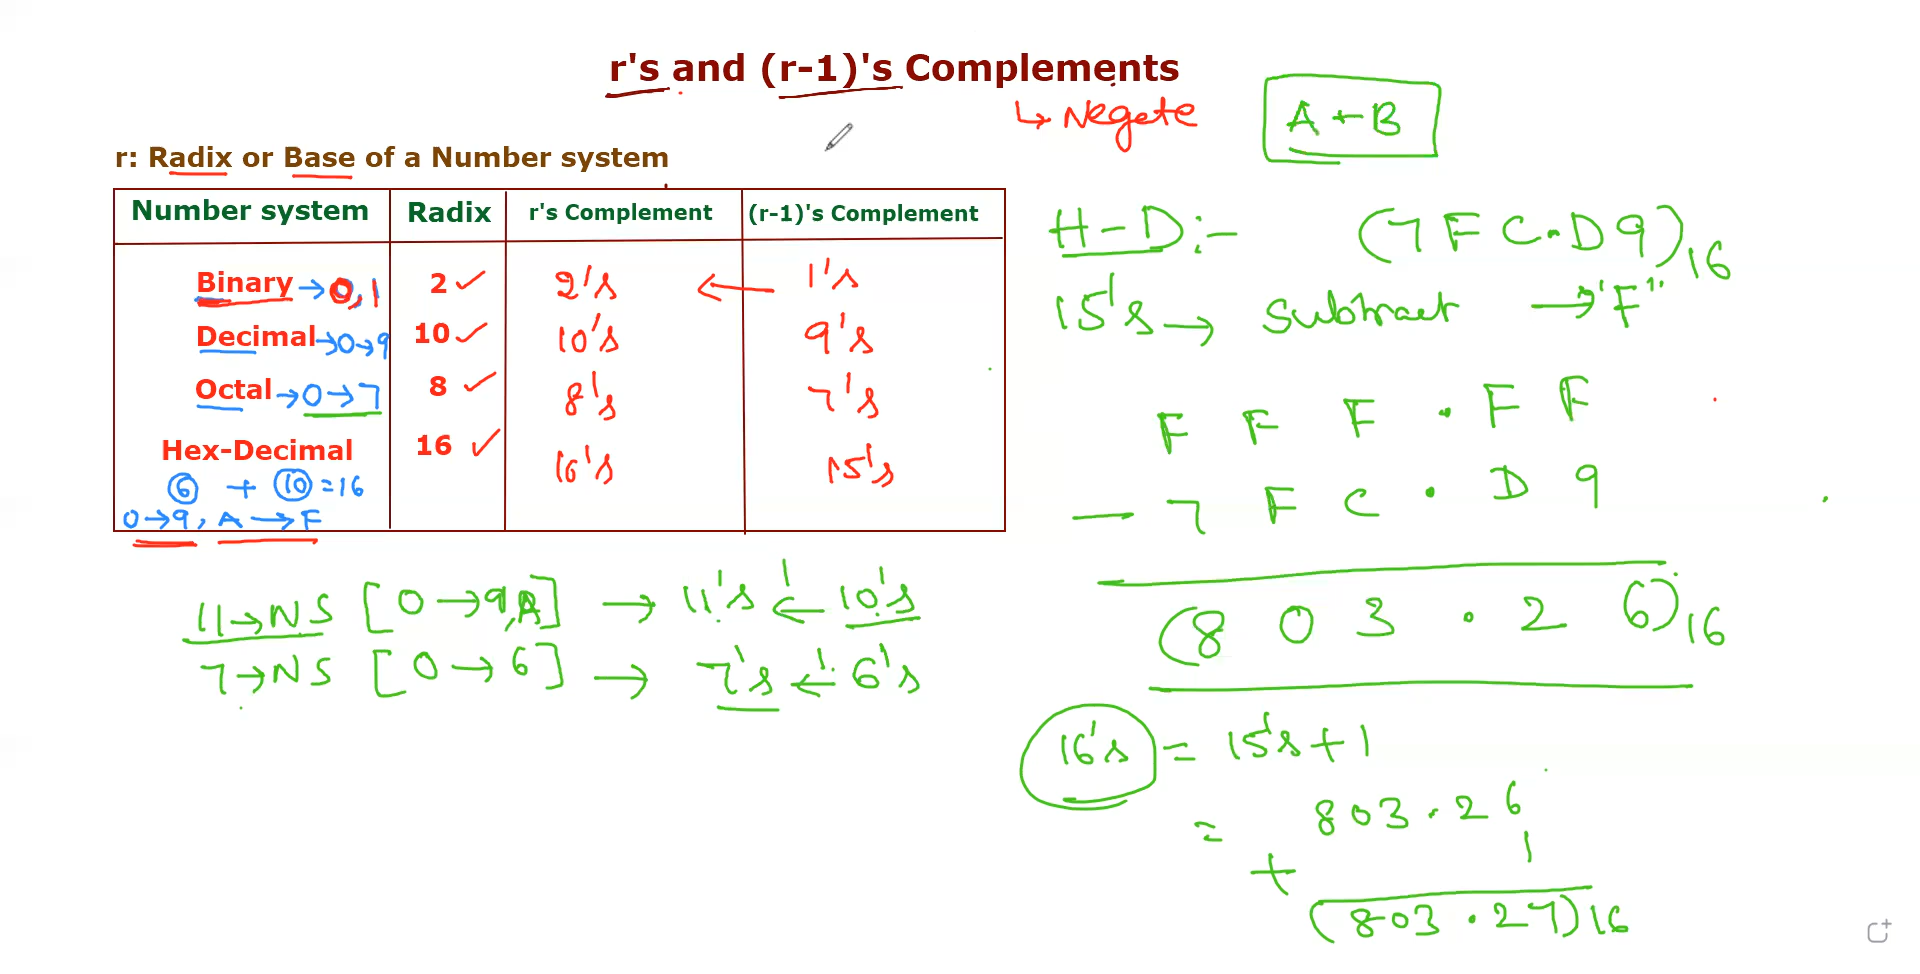 r's and (r-1)'s Complements
↳ Negate
A + B
r: Radix or Base of a Number system
Number system Radix r's Complement (r-1)'s Complement
Binary → 0,1 2 ✓ 2's ← 1's
Decimal → 0→9 10 ✓ 10's 9's
Octal → 0→7 8 ✓ 8's 7's
Hex-Decimal 16 ✓ 16's 15's
6 + 10 = 16
0→9, A→F
11→NS [0→9,A] → 11's ←1 10's
7→NS [0→6] → 7's ←1 6's
H-D:- (7FC.D9)16
15's → Subtract → "F"
F F F . F F
— 7 F C . D 9
(8 0 3 . 2 6)16
16's = 15's + 1
= 803.26
+ 1
(803.27)16